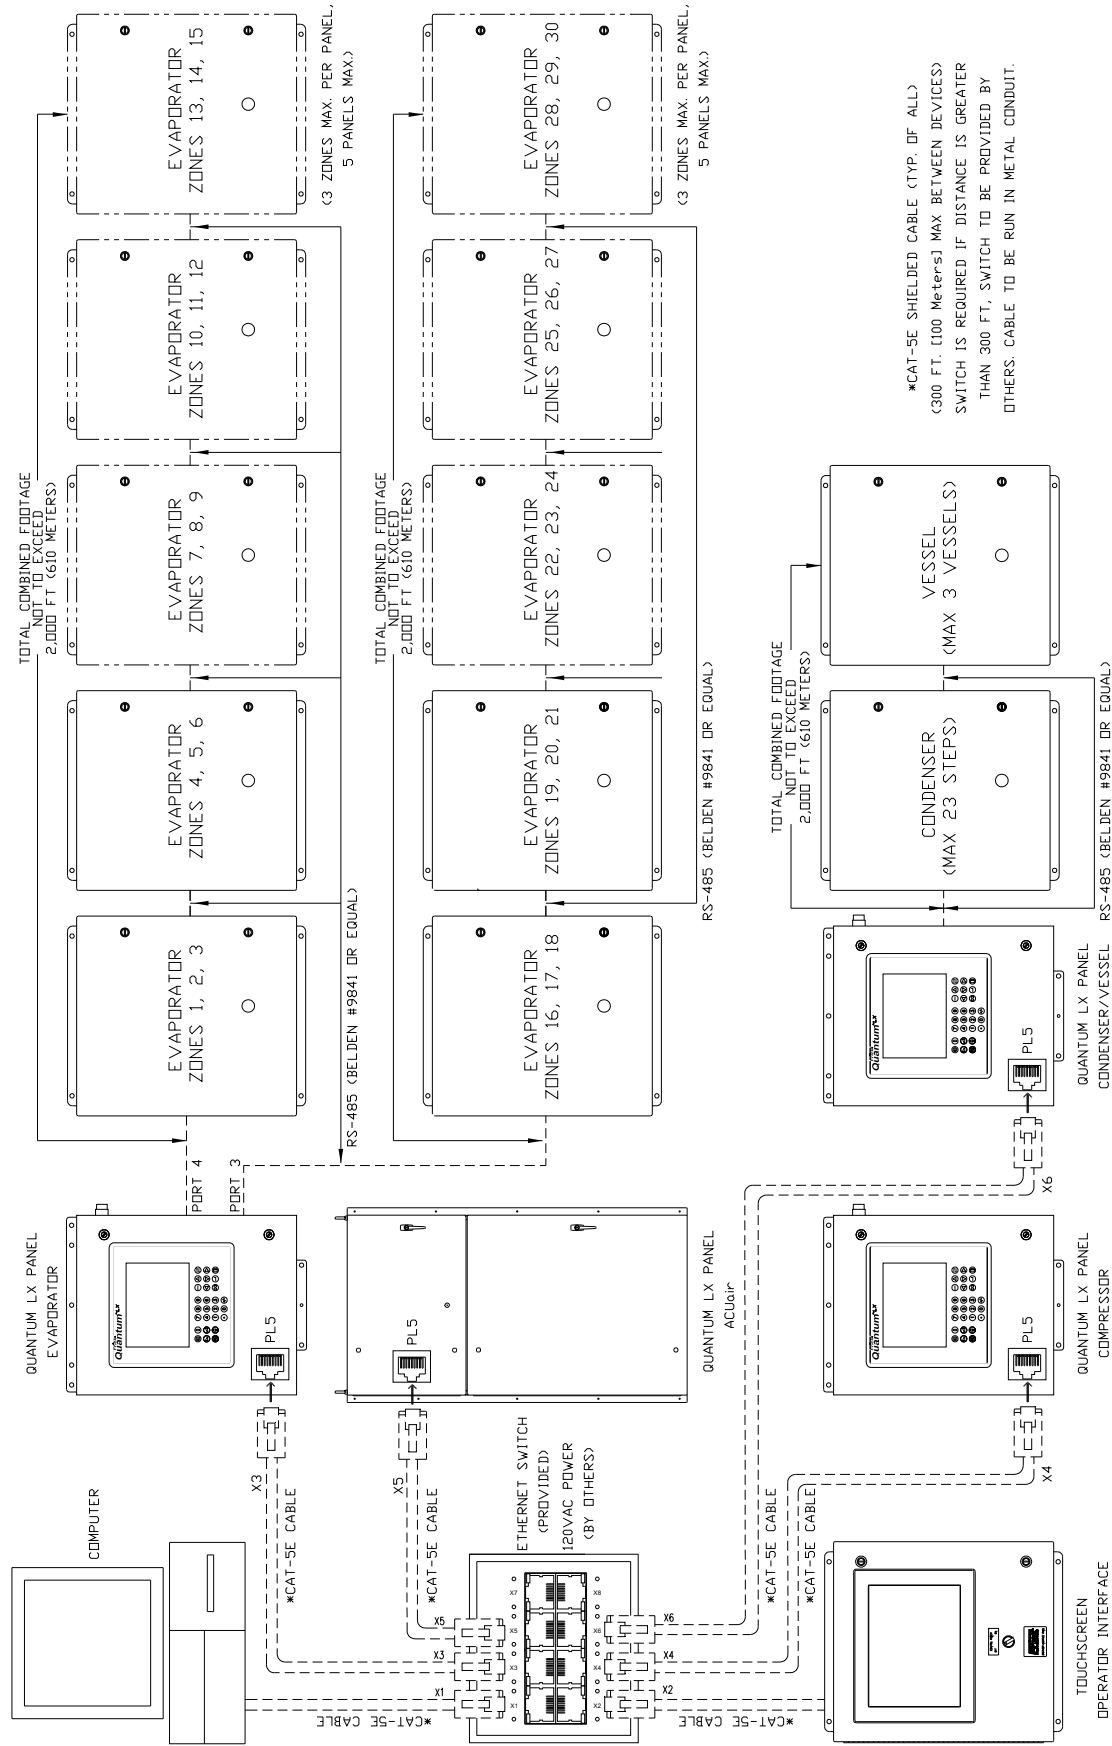 COMPUTER
QUANTUM LX PANEL
EVAPORATOR
Quantum LX
PL5
PORT 4
PORT 3
X3
*CAT-5E CABLE
TOTAL COMBINED FOOTAGE
NOT TO EXCEED
2,000 FT (610 METERS)
EVAPORATOR
ZONES 1, 2, 3
EVAPORATOR
ZONES 4, 5, 6
EVAPORATOR
ZONES 7, 8, 9
EVAPORATOR
ZONES 10, 11, 12
EVAPORATOR
ZONES 13, 14, 15
(3 ZONES MAX. PER PANEL,
5 PANELS MAX.)
RS-485 (BELDEN #9841 OR EQUAL)
TOTAL COMBINED FOOTAGE
NOT TO EXCEED
2,000 FT (610 METERS)
EVAPORATOR
ZONES 16, 17, 18
EVAPORATOR
ZONES 19, 20, 21
EVAPORATOR
ZONES 22, 23, 24
EVAPORATOR
ZONES 25, 26, 27
EVAPORATOR
ZONES 28, 29, 30
(3 ZONES MAX. PER PANEL,
5 PANELS MAX.)
RS-485 (BELDEN #9841 OR EQUAL)
X5
PL5
*CAT-5E CABLE
QUANTUM LX PANEL
ACUair
ETHERNET SWITCH
(PROVIDED)
120VAC POWER
(BY OTHERS)
X1
X3
X5
*CAT-5E CABLE
X1
X3
X5
X7
X2
X4
X6
X8
X2
X4
X6
*CAT-5E CABLE
*CAT-5E CABLE
*CAT-5E CABLE
TOUCHSCREEN
OPERATOR INTERFACE
X4
PL5
Quantum LX
QUANTUM LX PANEL
COMPRESSOR
X6
PL5
Quantum LX
QUANTUM LX PANEL
CONDENSER/VESSEL
TOTAL COMBINED FOOTAGE
NOT TO EXCEED
2,000 FT (610 METERS)
CONDENSER
(MAX 23 STEPS)
VESSEL
(MAX 3 VESSELS)
RS-485 (BELDEN #9841 OR EQUAL)
*CAT-5E SHIELDED CABLE (TYP. OF ALL)
(300 FT. [100 Meters] MAX BETWEEN DEVICES)
SWITCH IS REQUIRED IF DISTANCE IS GREATER
THAN 300 FT, SWITCH TO BE PROVIDED BY
OTHERS. CABLE TO BE RUN IN METAL CONDUIT.